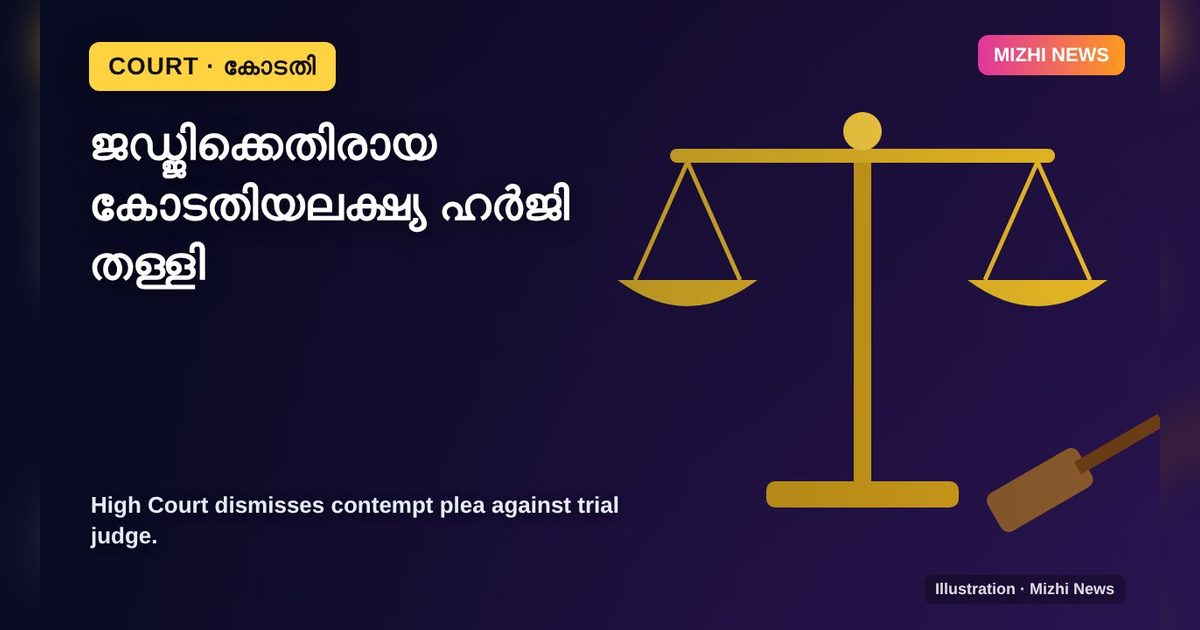 COURT · കോടതി
MIZHI NEWS
ജഡ്ജിക്കെതിരായ
കോടതിയലക്ഷ്യ ഹർജി
തള്ളി
High Court dismisses contempt plea against trial
judge.
Illustration · Mizhi News